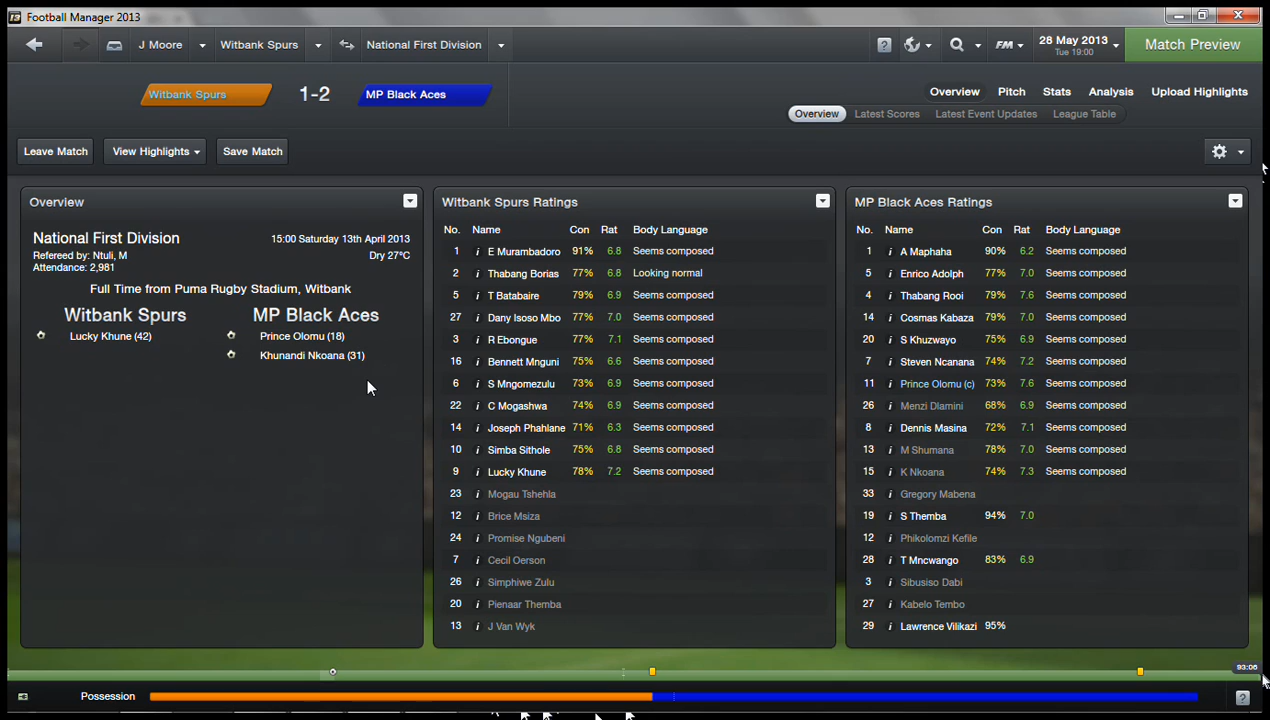 Football Manager 2013
J Moore Witbank Spurs National First Division ? FM 28 May 2013 Tue 19:00 Match Preview
Witbank Spurs 1-2 MP Black Aces
Overview Pitch Stats Analysis Upload Highlights
Overview Latest Scores Latest Event Updates League Table
Leave Match View Highlights Save Match
Overview
National First Division 15:00 Saturday 13th April 2013
Refereed by: Ntuli, M Dry 27°C
Attendance: 2,981
Full Time from Puma Rugby Stadium, Witbank
Witbank Spurs MP Black Aces
Lucky Khune (42) Prince Olomu (18)
Khunandi Nkoana (31)
Witbank Spurs Ratings
No. Name Con Rat Body Language
1 i E Murambadoro 91% 6.8 Seems composed
2 i Thabang Borias 77% 6.8 Looking normal
5 i T Batabaire 79% 6.9 Seems composed
27 i Dany Isoso Mbo 77% 7.0 Seems composed
3 i R Ebongue 77% 7.1 Seems composed
16 i Bennett Mnguni 75% 6.6 Seems composed
6 i S Mngomezulu 73% 6.9 Seems composed
22 i C Mogashwa 74% 6.9 Seems composed
14 i Joseph Phahlane 71% 6.3 Seems composed
10 i Simba Sithole 75% 6.8 Seems composed
9 i Lucky Khune 78% 7.2 Seems composed
23 i Mogau Tshehla
12 i Brice Msiza
24 i Promise Ngubeni
7 i Cecil Oerson
26 i Simphiwe Zulu
20 i Pienaar Themba
13 i J Van Wyk
MP Black Aces Ratings
No. Name Con Rat Body Language
1 i A Maphaha 90% 6.2 Seems composed
5 i Enrico Adolph 77% 7.0 Seems composed
4 i Thabang Rooi 79% 7.6 Seems composed
14 i Cosmas Kabaza 79% 7.0 Seems composed
20 i S Khuzwayo 75% 6.9 Seems composed
7 i Steven Ncanana 74% 7.2 Seems composed
11 i Prince Olomu (c) 73% 7.6 Seems composed
26 i Menzi Dlamini 68% 6.9 Seems composed
8 i Dennis Masina 72% 7.1 Seems composed
13 i M Shumana 78% 7.0 Seems composed
15 i K Nkoana 74% 7.3 Seems composed
33 i Gregory Mabena
19 i S Themba 94% 7.0
12 i Phikolomzi Kefile
28 i T Mncwango 83% 6.9
3 i Sibusiso Dabi
27 i Kabelo Tembo
29 i Lawrence Vilikazi 95%
93:06
Possession ?